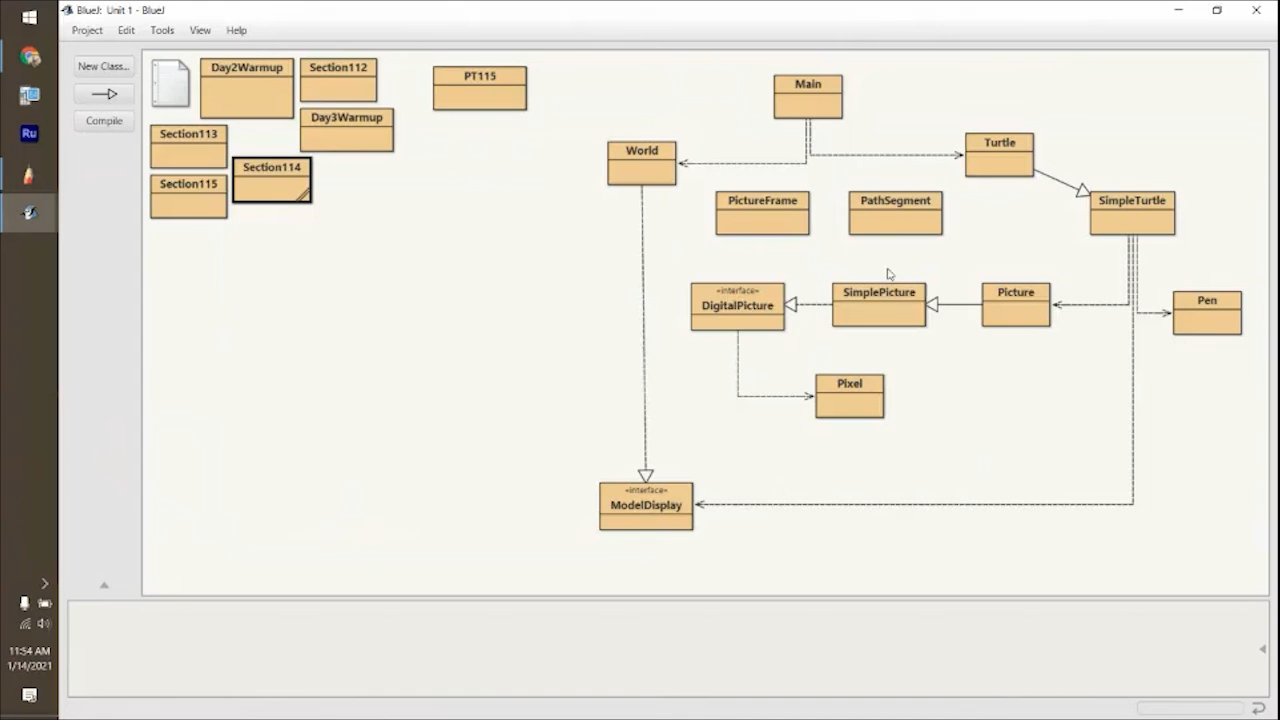 BlueJ: Unit 1 - BlueJ
Project Edit Tools View Help
New Class...
Compile
Day2Warmup
Section112
PT115
Main
Section113
Day3Warmup
World
Turtle
Section114
Section115
PictureFrame
PathSegment
SimpleTurtle
«interface»
DigitalPicture
SimplePicture
Picture
Pen
Pixel
«interface»
ModelDisplay
Ru
11:54 AM
1/14/2021